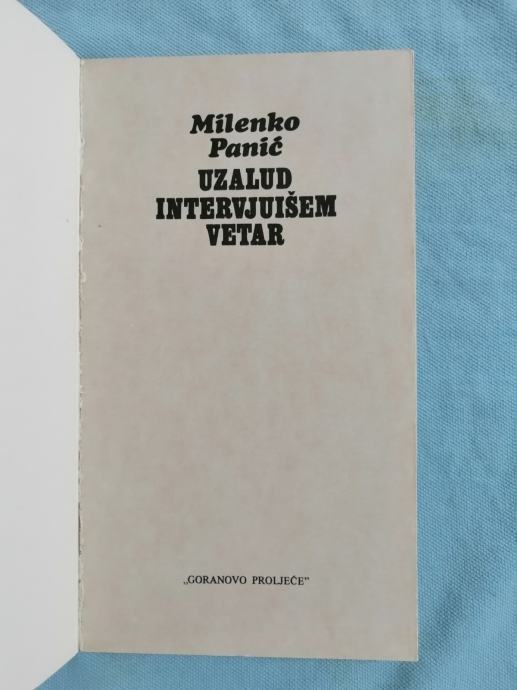 Milenko
Panić
UZALUD
INTERVJUIŠEM
VETAR
„GORANOVO PROLJEĆE”